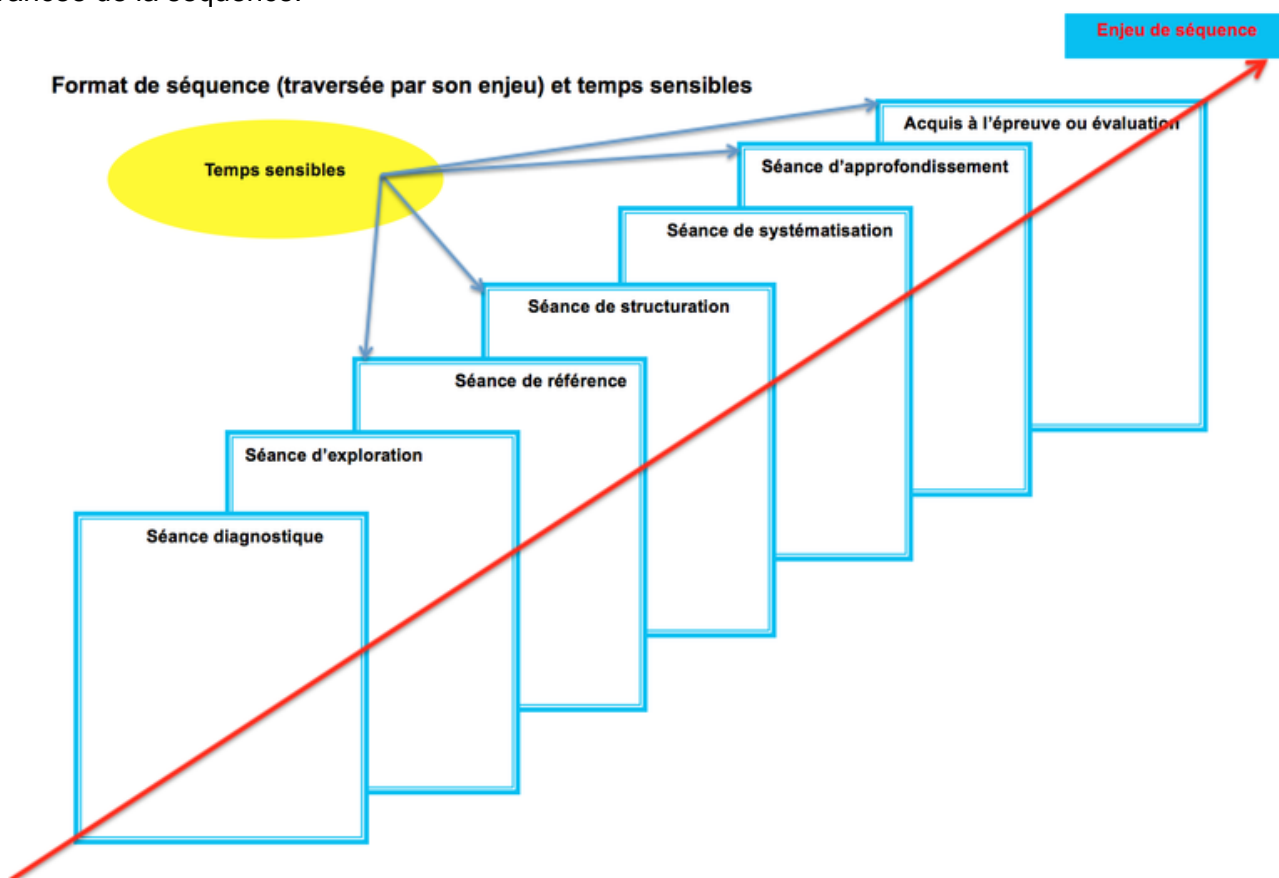 Enjeu de séquence
Format de séquence (traversée par son enjeu) et temps sensibles
Temps sensibles
Acquis à l'épreuve ou évaluation
Séance d'approfondissement
Séance de systématisation
Séance de structuration
Séance de référence
Séance d'exploration
Séance diagnostique